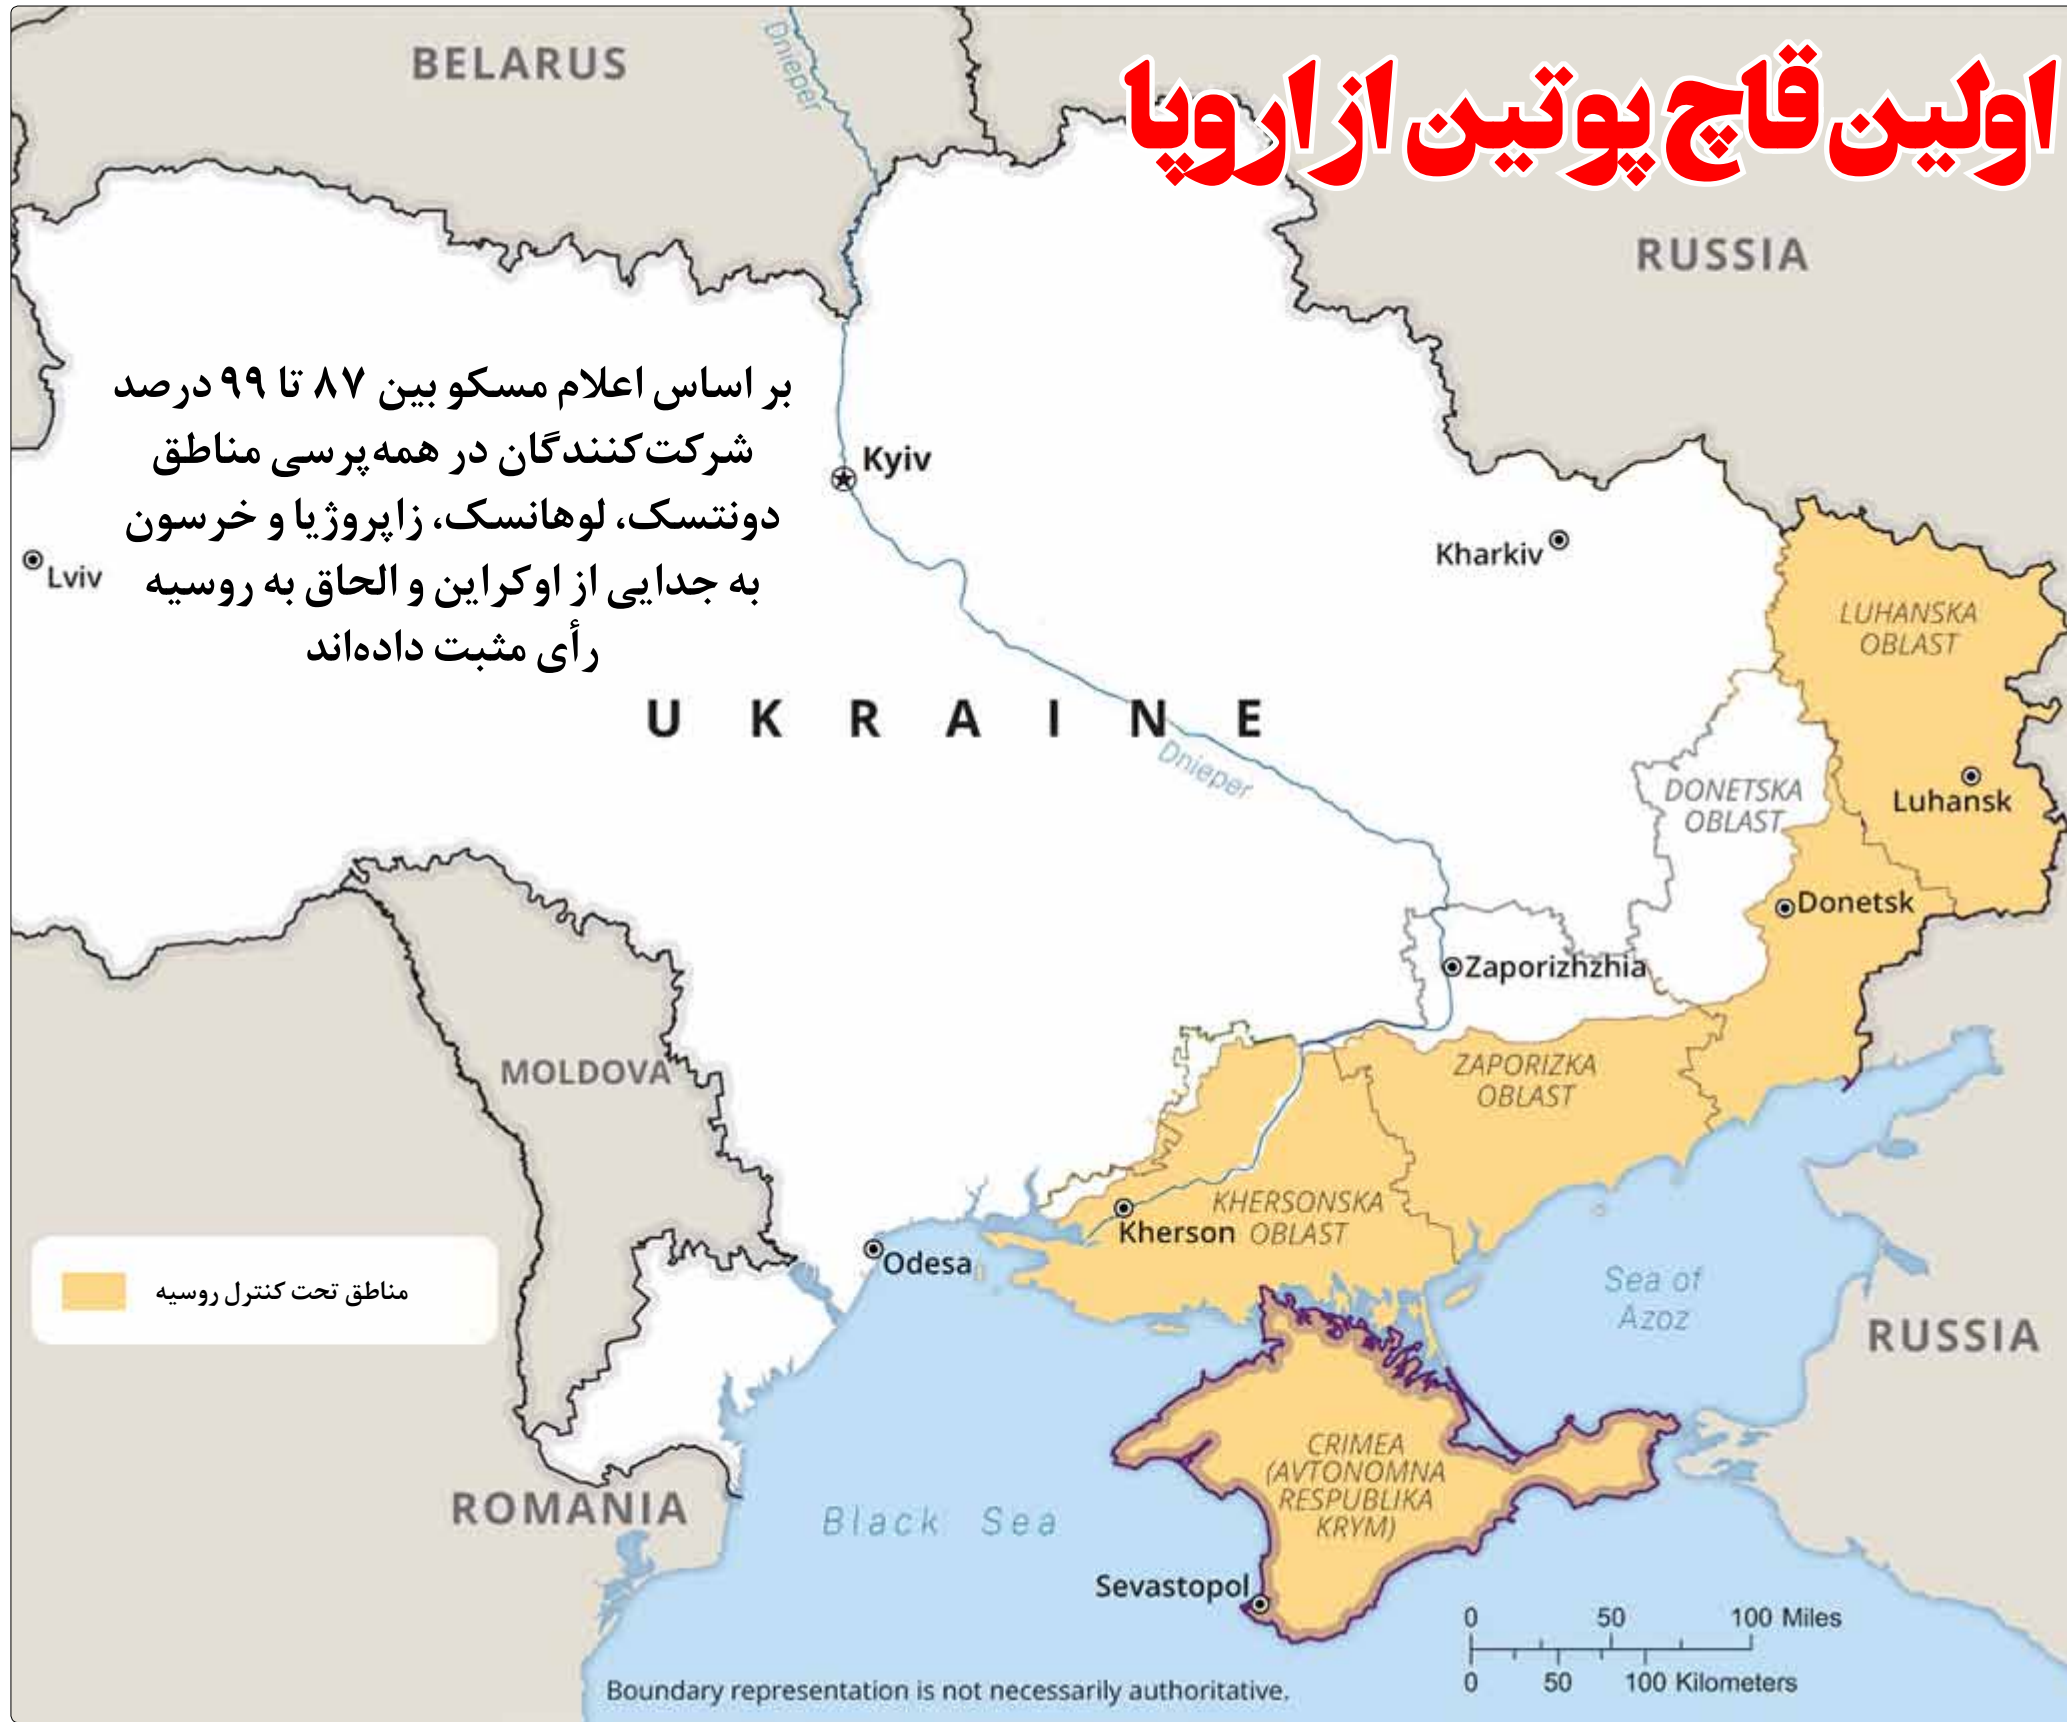 اولین قاچ پوتین از اروپا
BELARUS
Dnieper
RUSSIA
بر اساس اعلام مسکو بین ۸۷ تا ۹۹ درصد
شرکت‌کنندگان در همه‌پرسی مناطق
دونتسک، لوهانسک، زاپروژیا و خرسون
به جدایی از اوکراین و الحاق به روسیه
رأی مثبت داده‌اند
Kyiv
Kharkiv
Lviv
LUHANSKA
OBLAST
UKRAINE
Dnieper
DONETSKA
OBLAST
Luhansk
Donetsk
Zaporizhzhia
MOLDOVA
ZAPORIZKA
OBLAST
KHERSONSKA
OBLAST
Kherson
Odesa
مناطق تحت کنترل روسیه
Sea of
Azoz
RUSSIA
CRIMEA
(AVTONOMNA
RESPUBLIKA
KRYM)
ROMANIA
Black Sea
Sevastopol
0 50 100 Miles
0 50 100 Kilometers
Boundary representation is not necessarily authoritative.